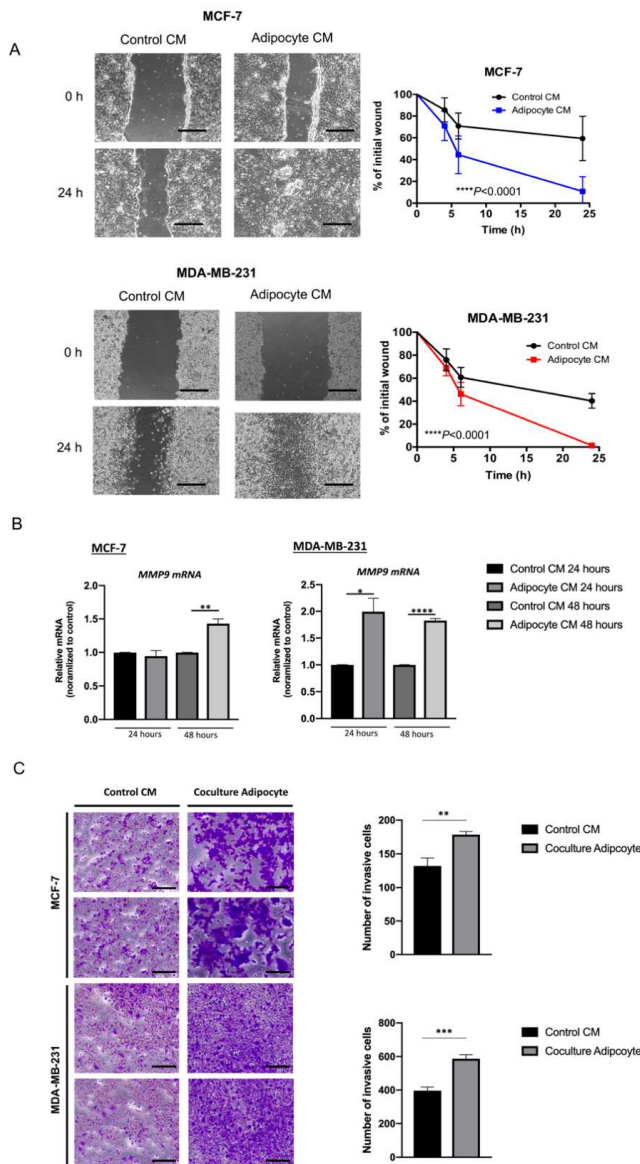 MCF-7
A
Control CM
Adipocyte CM
0 h
24 h
MCF-7
% of initial wound
100
80
60
40
20
0
Control CM
Adipocyte CM
****P<0.0001
0 5 10 15 20 25
Time (h)
MDA-MB-231
Control CM
Adipocyte CM
0 h
24 h
MDA-MB-231
% of initial wound
100
80
60
40
20
0
Control CM
Adipocyte CM
****P<0.0001
0 5 10 15 20 25
Time (h)
B
MCF-7
MMP9 mRNA
Relative mRNA
(noramlized to control)
2.0
1.5
1.0
0.5
0.0
**
24 hours
48 hours
MDA-MB-231
MMP9 mRNA
Relative mRNA
(noramlized to control)
2.5
2.0
1.5
1.0
0.5
0.0
*
****
24 hours
48 hours
Control CM 24 hours
Adipocyte CM 24 hours
Control CM 48 hours
Adipocyte CM 48 hours
C
Control CM
Coculture Adipocyte
MCF-7
MDA-MB-231
Number of invasive cells
200
150
100
50
0
**
Control CM
Coculture Adipcoyte
Number of invasive cells
800
600
400
200
0
***
Control CM
Coculture Adipcoyte